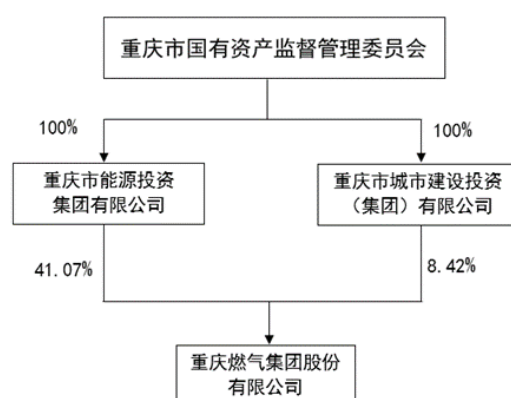 重庆市国有资产监督管理委员会
100%
100%
重庆市能源投资
集团有限公司
重庆市城市建设投资
（集团）有限公司
41.07%
8.42%
重庆燃气集团股份
有限公司